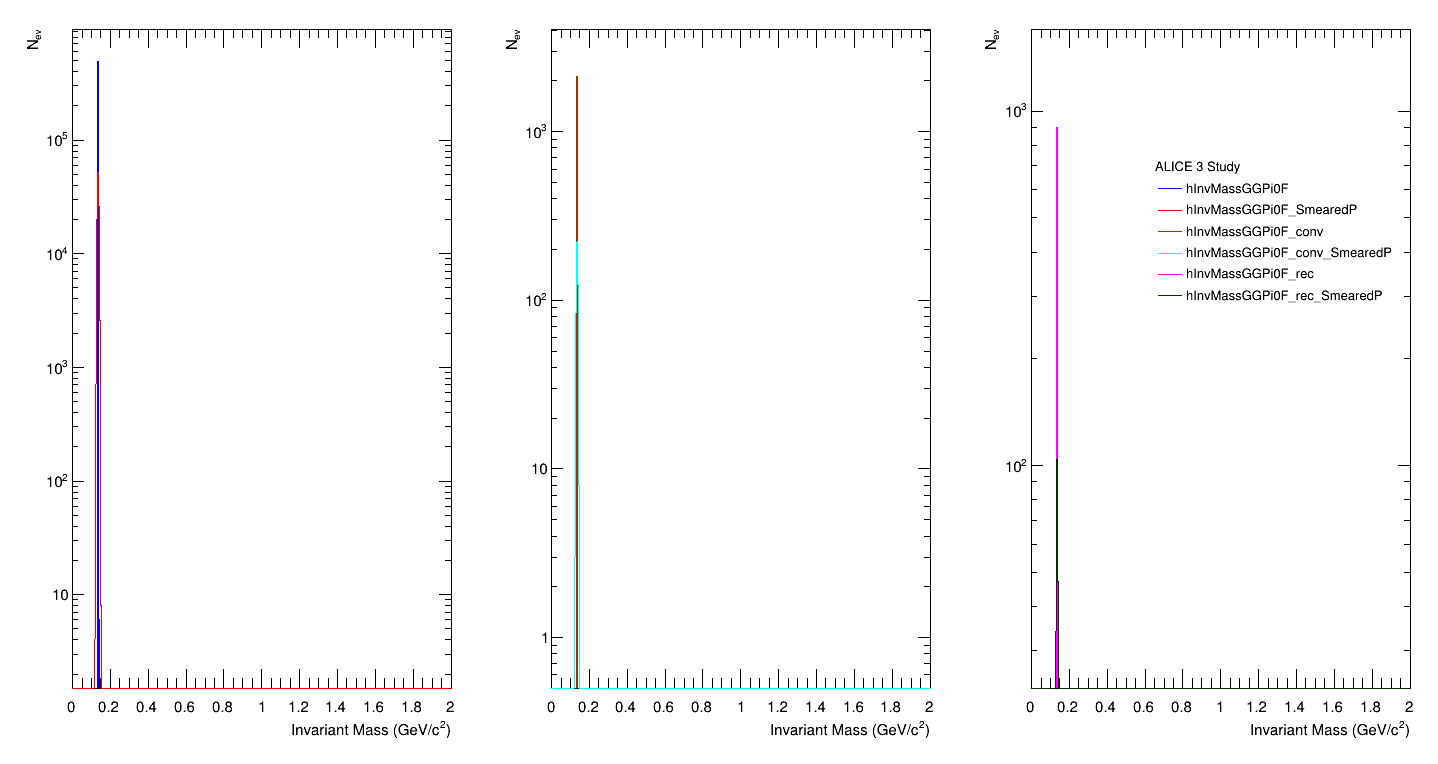 N_ev
10^5
10^4
10^3
10^2
10
0 0.2 0.4 0.6 0.8 1 1.2 1.4 1.6 1.8 2
Invariant Mass (GeV/c^2)
N_ev
10^3
10^2
10
1
0 0.2 0.4 0.6 0.8 1 1.2 1.4 1.6 1.8 2
Invariant Mass (GeV/c^2)
N_ev
10^3
10^2
ALICE 3 Study
hInvMassGGPi0F
hInvMassGGPi0F_SmearedP
hInvMassGGPi0F_conv
hInvMassGGPi0F_conv_SmearedP
hInvMassGGPi0F_rec
hInvMassGGPi0F_rec_SmearedP
0 0.2 0.4 0.6 0.8 1 1.2 1.4 1.6 1.8 2
Invariant Mass (GeV/c^2)